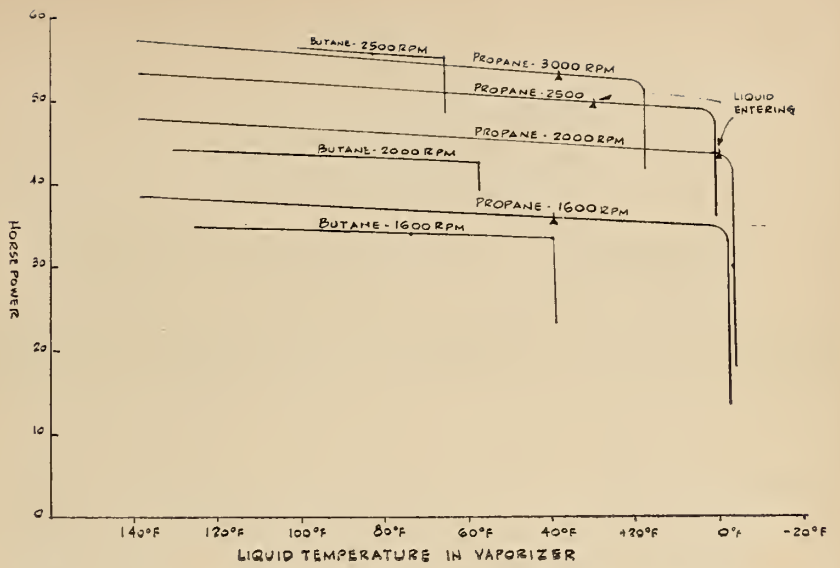 60
BUTANE - 2500 RPM
PROPANE - 3000 RPM
PROPANE - 2500
LIQUID
ENTERING
50
PROPANE - 2000 RPM
BUTANE - 2000 RPM
40
PROPANE - 1600 RPM
BUTANE - 1600 RPM
30
HORSE POWER
20
10
0
140°F 120°F 100°F 80°F 60°F 40°F +20°F 0°F -20°F
LIQUID TEMPERATURE IN VAPORIZER